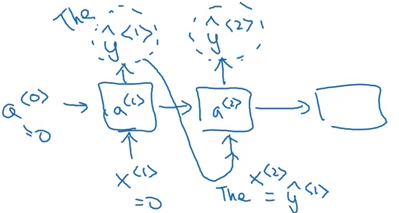 The
ŷ<1> ŷ<2>
a<0> =0 → a<1> → a<2> →
x<1> =0
The x<2> = ŷ<1>